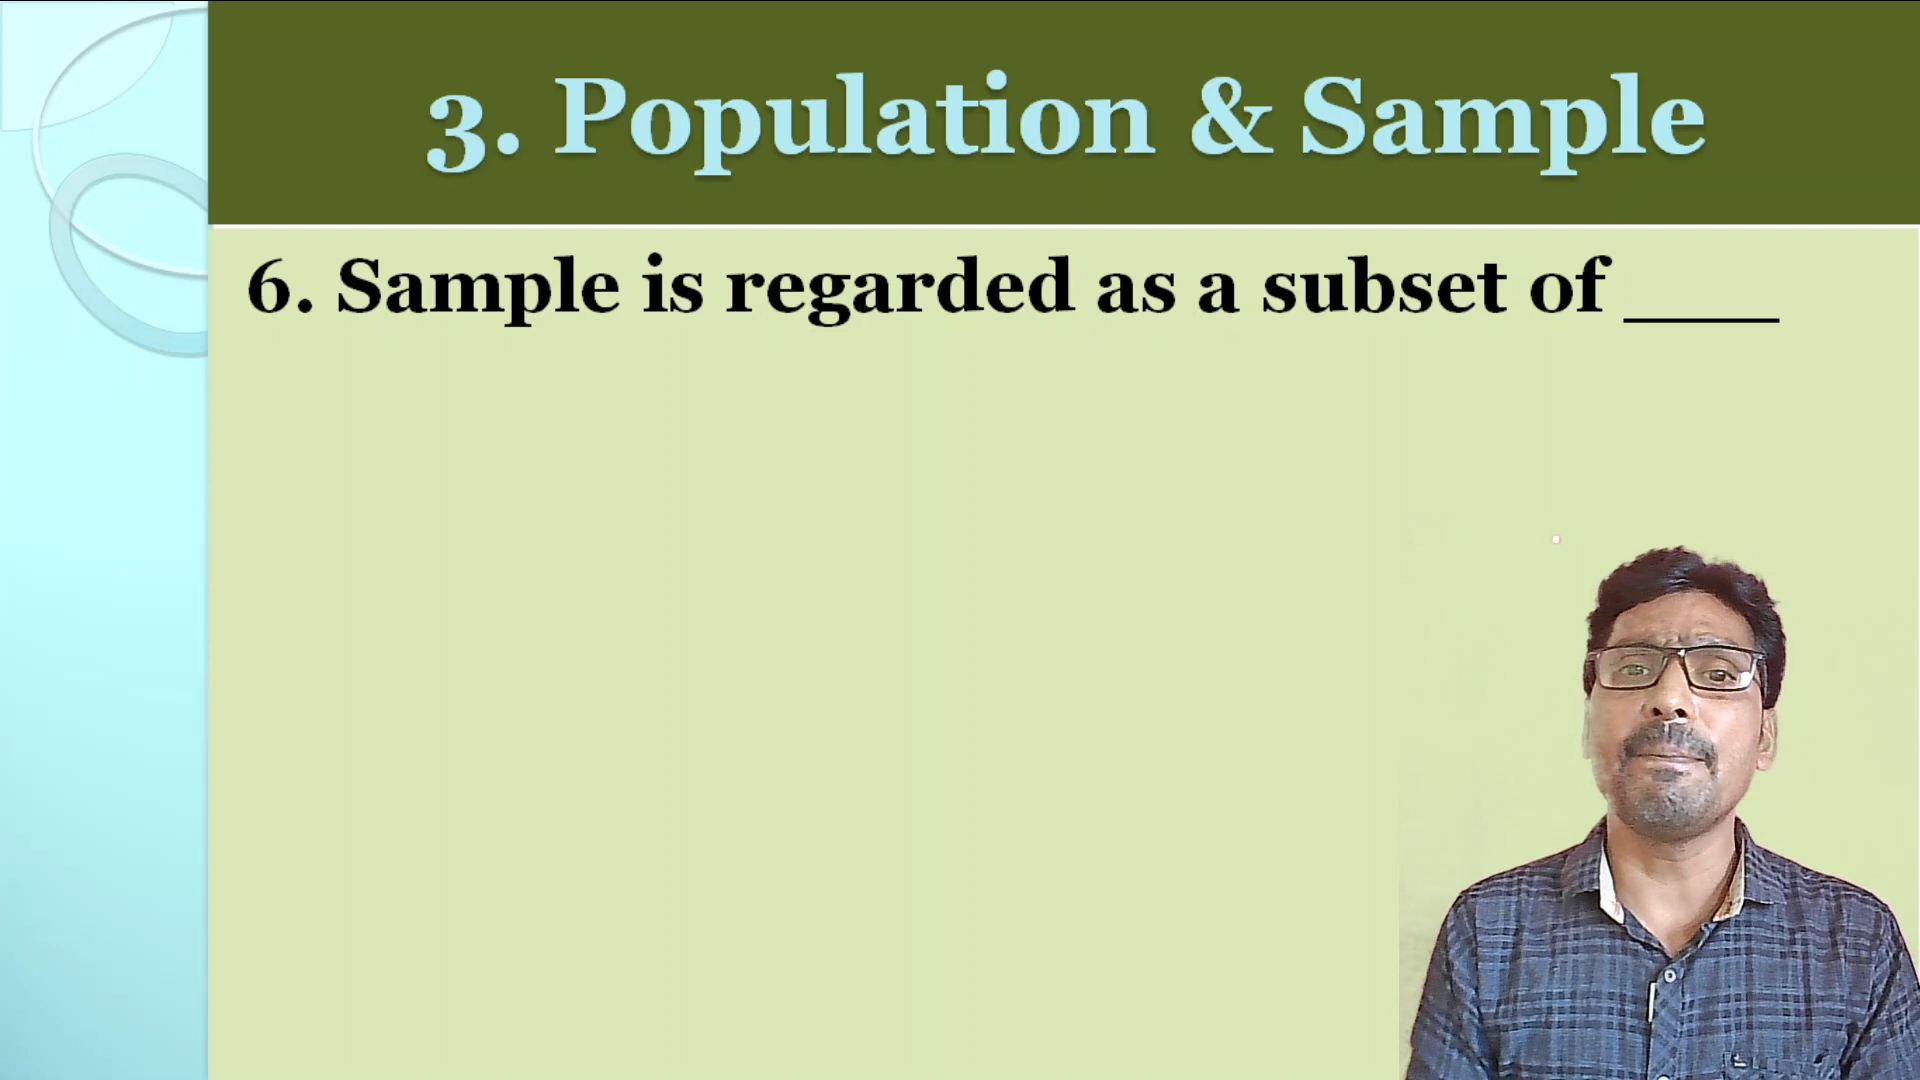 3. Population & Sample
6. Sample is regarded as a subset of ____